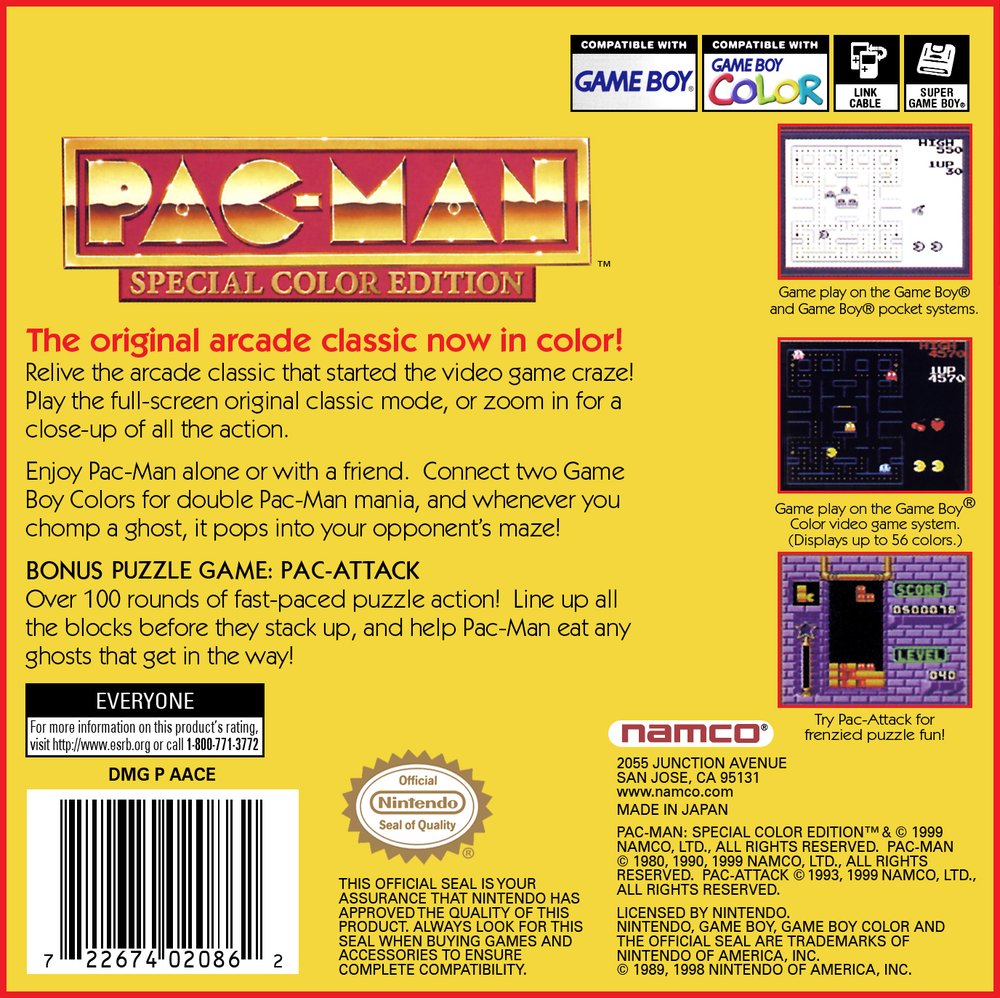 COMPATIBLE WITH
GAME BOY®
COMPATIBLE WITH
GAME BOY
COLOR
LINK
CABLE
SUPER
GAME BOY®
PAC-MAN
™
SPECIAL COLOR EDITION
The original arcade classic now in color!
Relive the arcade classic that started the video game craze!
Play the full-screen original classic mode, or zoom in for a
close-up of all the action.
Enjoy Pac-Man alone or with a friend.  Connect two Game
Boy Colors for double Pac-Man mania, and whenever you
chomp a ghost, it pops into your opponent's maze!
BONUS PUZZLE GAME: PAC-ATTACK
Over 100 rounds of fast-paced puzzle action!  Line up all
the blocks before they stack up, and help Pac-Man eat any
ghosts that get in the way!
HIGH
550
1UP
30
Game play on the Game Boy®
and Game Boy® pocket systems.
HIGH
4570
1UP
4570
Game play on the Game Boy®
Color video game system.
(Displays up to 56 colors.)
SCORE
0500076
LEVEL
040
Try Pac-Attack for
frenzied puzzle fun!
EVERYONE
For more information on this product's rating,
visit http://www.esrb.org or call 1-800-771-3772
DMG P AACE
7 22674 02086 2
Official
Nintendo
Seal of Quality
®
THIS OFFICIAL SEAL IS YOUR
ASSURANCE THAT NINTENDO HAS
APPROVED THE QUALITY OF THIS
PRODUCT. ALWAYS LOOK FOR THIS
SEAL WHEN BUYING GAMES AND
ACCESSORIES TO ENSURE
COMPLETE COMPATIBILITY.
namco®
2055 JUNCTION AVENUE
SAN JOSE, CA 95131
www.namco.com
MADE IN JAPAN
PAC-MAN: SPECIAL COLOR EDITION™ & © 1999
NAMCO, LTD., ALL RIGHTS RESERVED.  PAC-MAN
© 1980, 1990, 1999 NAMCO, LTD., ALL RIGHTS
RESERVED.  PAC-ATTACK © 1993, 1999 NAMCO, LTD.,
ALL RIGHTS RESERVED.
LICENSED BY NINTENDO.
NINTENDO, GAME BOY, GAME BOY COLOR AND
THE OFFICIAL SEAL ARE TRADEMARKS OF
NINTENDO OF AMERICA, INC.
© 1989, 1998 NINTENDO OF AMERICA, INC.